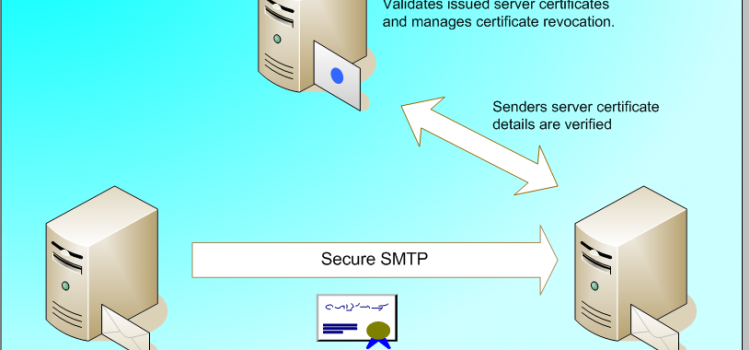 Validates issued server certificates
and manages certificate revocation.
Senders server certificate
details are verified
Secure SMTP